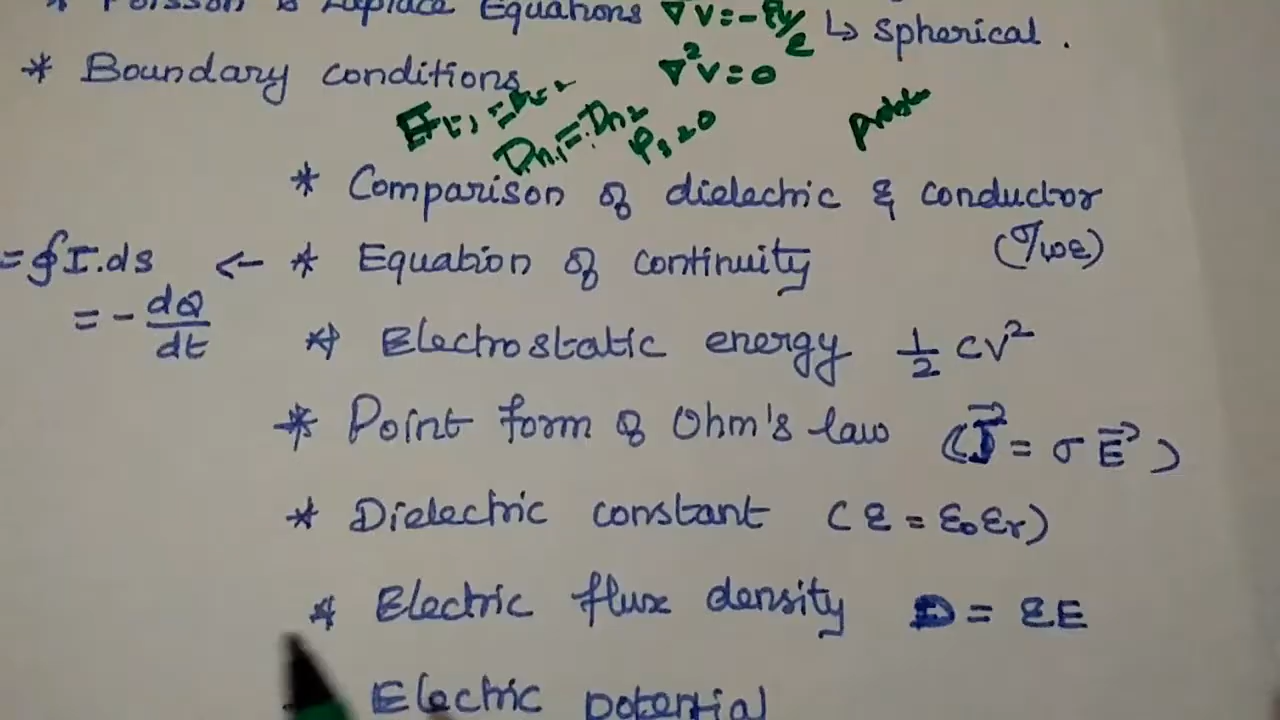 * Poisson & Laplace Equations ∇V=-ρv/ε ↳ spherical.
* Boundary conditions ∇²V=0
Dn1=Dn2 ρs=0
* Comparison of dielectric & conductor
(σ/ωε)
=∮I.ds ← * Equation of continuity
= -dQ/dt
* Electrostatic energy 1/2 CV²
* Point form of Ohm's law (J⃗ = σE⃗)
* Dielectric constant (ε = ε₀εr)
* Electric flux density D = εE
Electric Potential